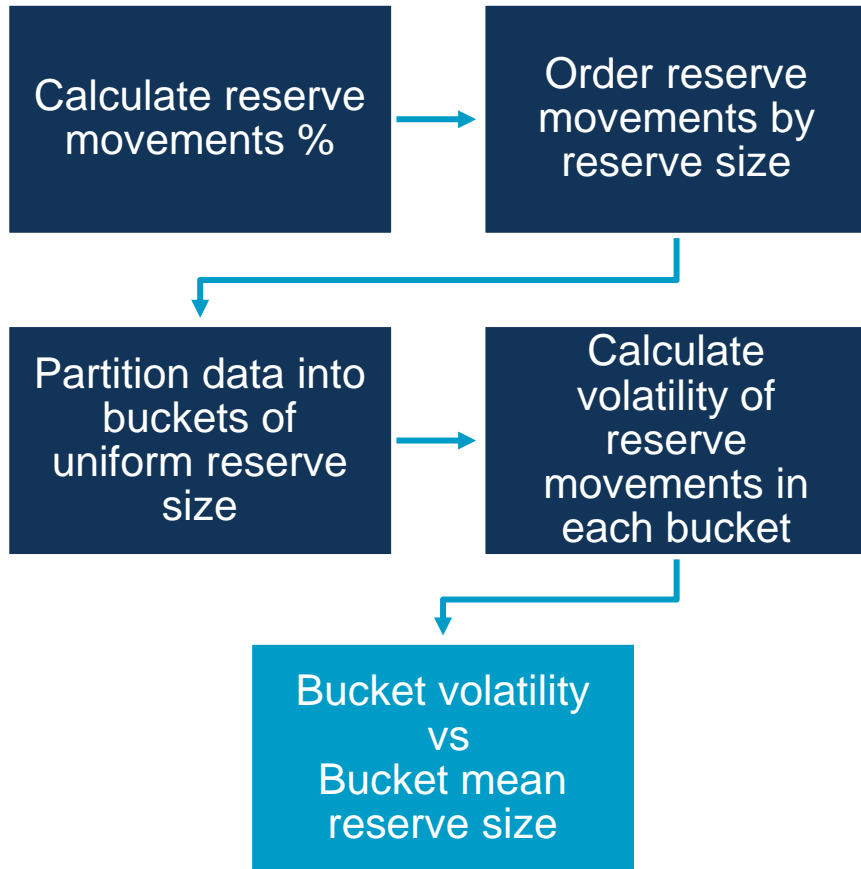 Calculate reserve
movements %
Order reserve
movements by
reserve size
Partition data into
buckets of
uniform reserve
size
Calculate
volatility of
reserve
movements in
each bucket
Bucket volatility
vs
Bucket mean
reserve size